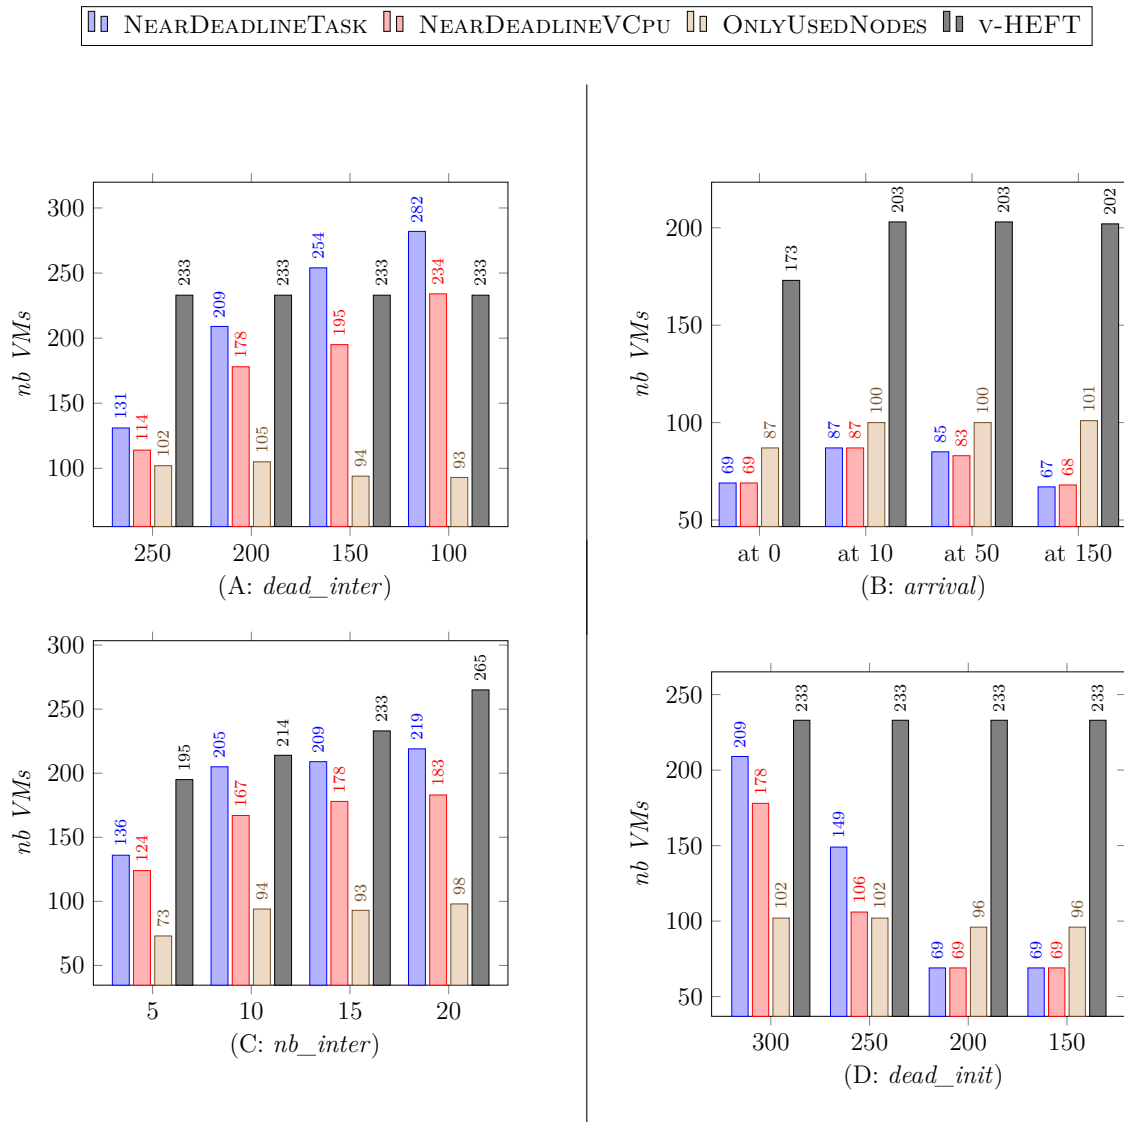 NEARDEADLINETASK NEARDEADLINEVCPU ONLYUSEDNODES V-HEFT
300
250
200
150
100
nb VMs
131 114 102 233
209 178 105 233
254 195 94 233
282 234 93 233
250 200 150 100
(A: dead_inter)
200
150
100
50
nb VMs
69 69 87 173
87 87 100 203
85 83 100 203
67 68 101 202
at 0 at 10 at 50 at 150
(B: arrival)
300
250
200
150
100
50
nb VMs
136 124 73 195
205 167 94 214
209 178 93 233
219 183 98 265
5 10 15 20
(C: nb_inter)
250
200
150
100
50
nb VMs
209 178 102 233
149 106 102 233
69 69 96 233
69 69 96 233
300 250 200 150
(D: dead_init)